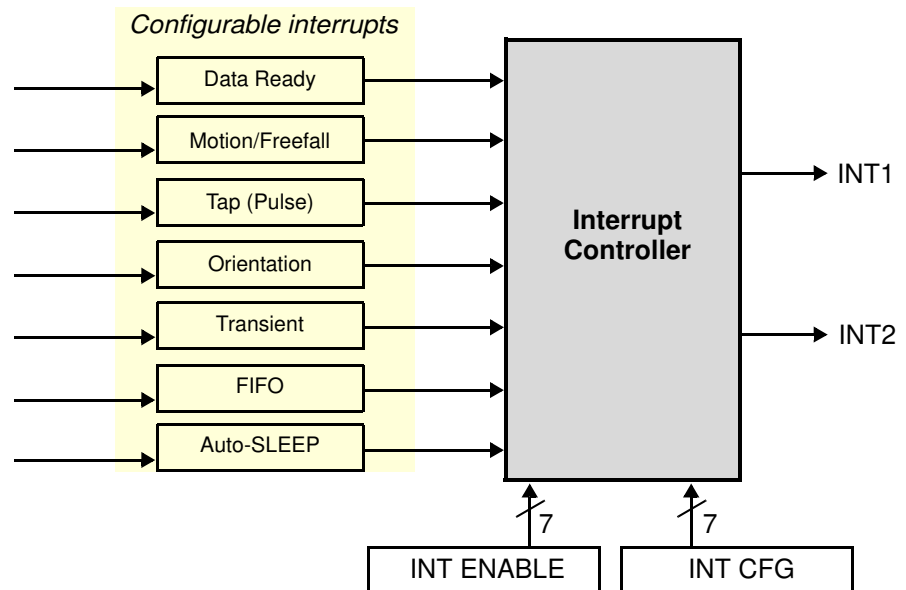 Configurable interrupts
Data Ready
Motion/Freefall
Tap (Pulse)
Orientation
Transient
FIFO
Auto-SLEEP
Interrupt
Controller
INT1
INT2
7
7
INT ENABLE
INT CFG